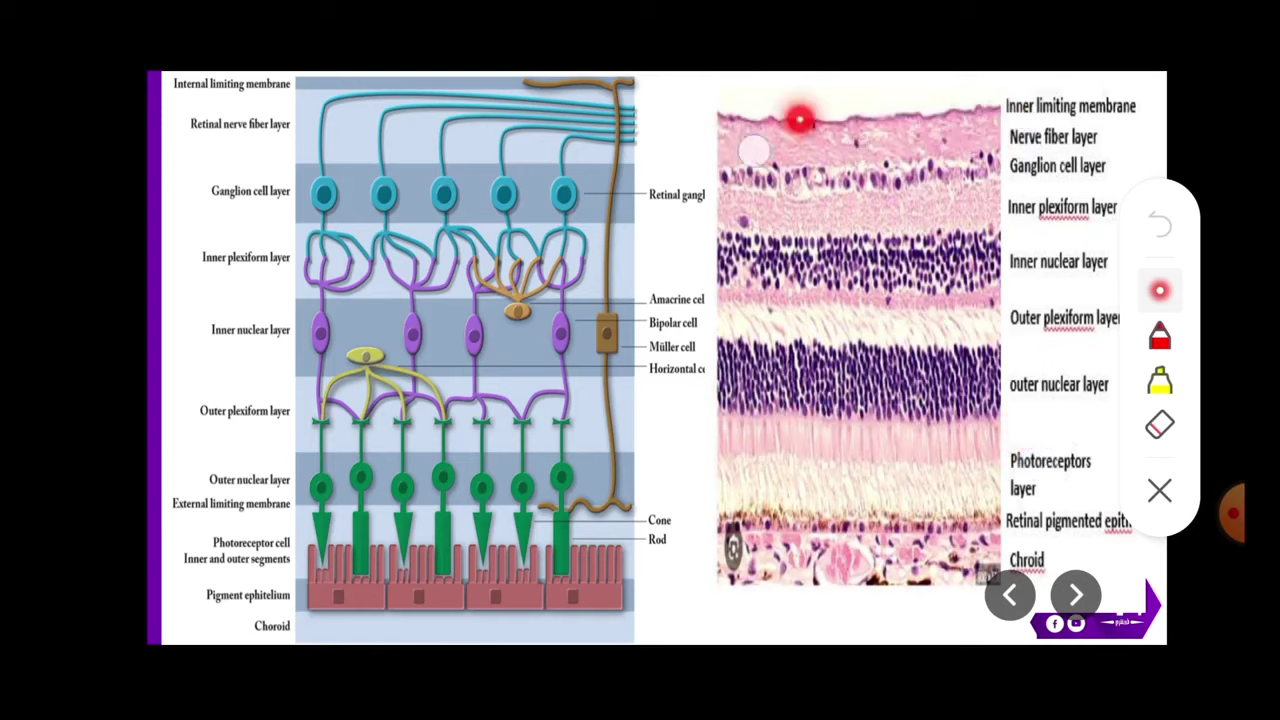 Internal limiting membrane
Retinal nerve fiber layer
Ganglion cell layer
Inner plexiform layer
Inner nuclear layer
Outer plexiform layer
Outer nuclear layer
External limiting membrane
Photoreceptor cell
Inner and outer segments
Pigment ephitelium
Choroid
Retinal gangl
Amacrine cel
Bipolar cell
Müller cell
Horizontal c
Cone
Rod
Inner limiting membrane
Nerve fiber layer
Ganglion cell layer
Inner plexiform layer
Inner nuclear layer
Outer plexiform layer
outer nuclear layer
Photoreceptors
layer
Retinal pigmented epith
Chroid